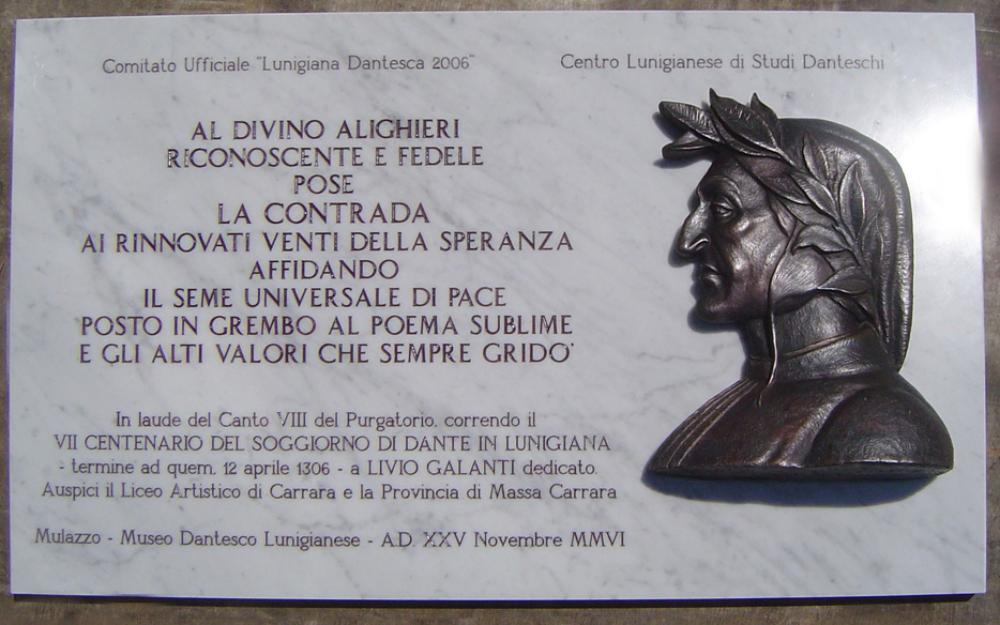 Comitato Ufficiale "Lunigiana Dantesca 2006"
Centro Lunigianese di Studi Danteschi
AL DIVINO ALIGHIERI
RICONOSCENTE E FEDELE
POSE
LA CONTRADA
AI RINNOVATI VENTI DELLA SPERANZA
AFFIDANDO
IL SEME UNIVERSALE DI PACE
POSTO IN GREMBO AL POEMA SUBLIME
E GLI ALTI VALORI CHE SEMPRE GRIDO'
In laude del Canto VIII del Purgatorio, correndo il
VII CENTENARIO DEL SOGGIORNO DI DANTE IN LUNIGIANA
- termine ad quem, 12 aprile 1306 - a LIVIO GALANTI dedicato.
Auspici il Liceo Artistico di Carrara e la Provincia di Massa Carrara
Mulazzo - Museo Dantesco Lunigianese - A.D. XXV Novembre MMVI